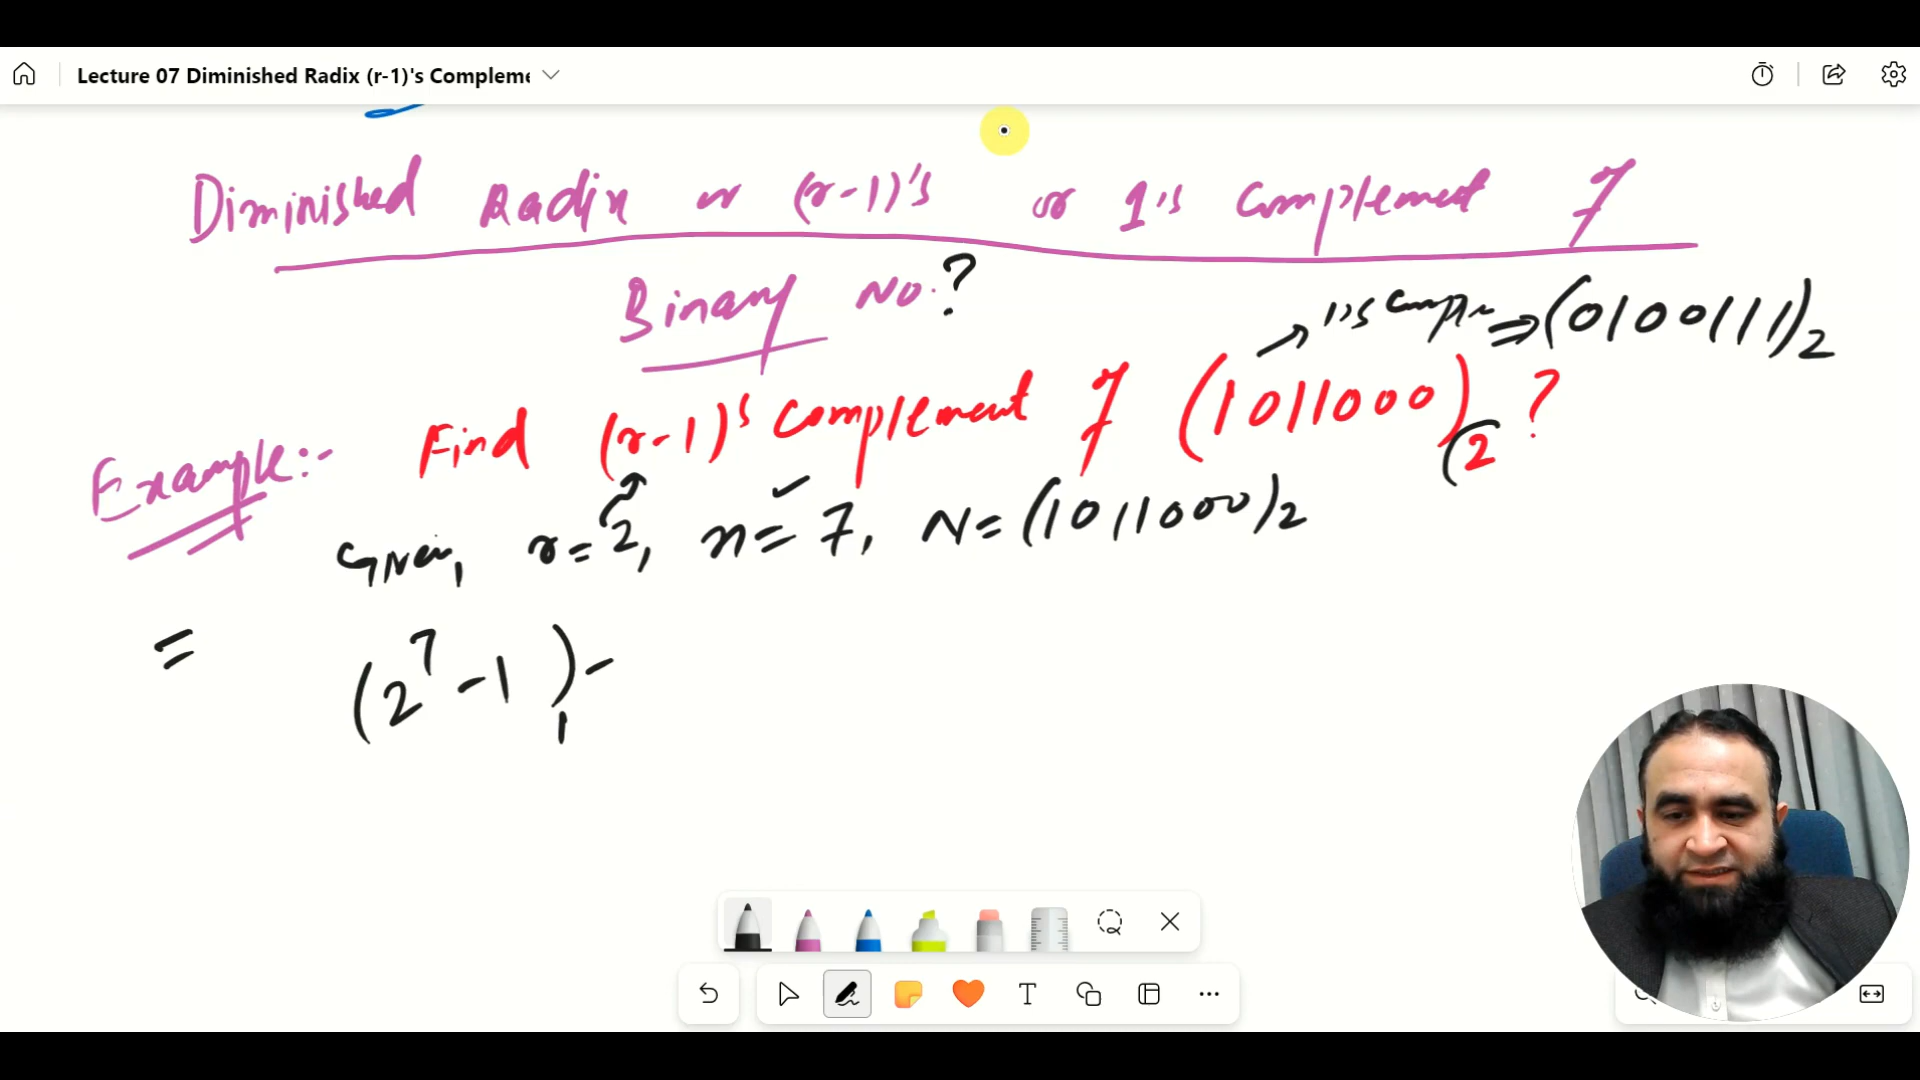 Lecture 07 Diminished Radix (r-1)'s Compleme
Diminished Radix or (r-1)'s or 1's Complement of
Binary No.?
→ 1's Comple ⇒ (0100111)2
Example:- Find (r-1)'s Complement of (1011000)2 ?
Given, r=2, n=7, N=(1011000)2
= (2^7 -1) -